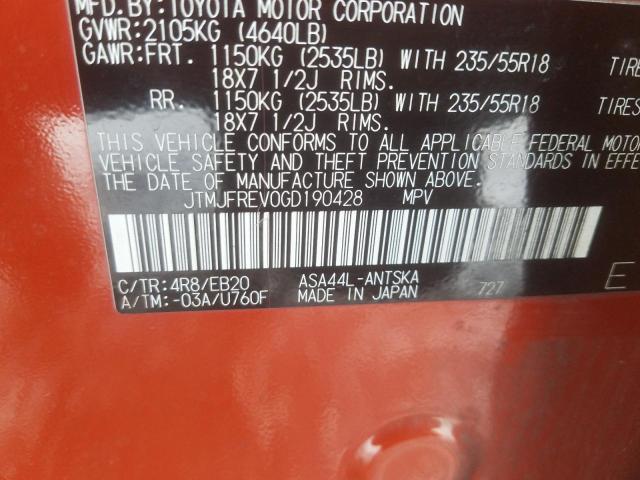 MFD.BY:TOYOTA MOTOR CORPORATION
GVWR:2105KG (4640LB)
GAWR:FRT. 1150KG (2535LB) WITH 235/55R18 TIRE
18X7 1/2J RIMS.
RR. 1150KG (2535LB) WITH 235/55R18 TIRES
18X7 1/2J RIMS.
THIS VEHICLE CONFORMS TO ALL APPLICABLE FEDERAL MOTOR
VEHICLE SAFETY AND THEFT PREVENTION STANDARDS IN EFFE
THE DATE OF MANUFACTURE SHOWN ABOVE.
JTMJFREV0GD190428 MPV
C/TR:4R8/EB20 ASA44L-ANTSKA
A/TM:-03A/U760F MADE IN JAPAN 727 E